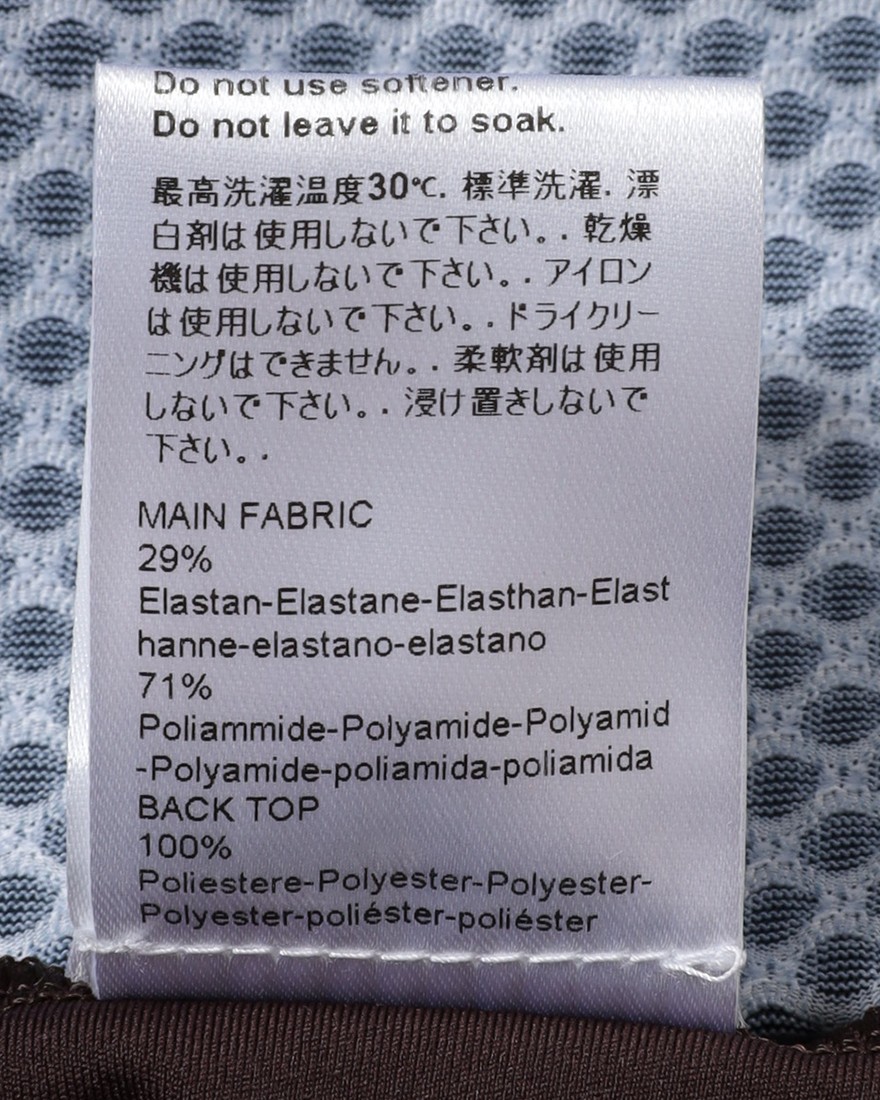 Do not use softener.
Do not leave it to soak.
最高洗濯温度30℃. 標準洗濯. 漂
白剤は使用しないで下さい。. 乾燥
機は使用しないで下さい。. アイロン
は使用しないで下さい。. ドライクリー
ニングはできません。. 柔軟剤は使用
しないで下さい。. 浸け置きしないで
下さい。.
MAIN FABRIC
29%
Elastan-Elastane-Elasthan-Elast
hanne-elastano-elastano
71%
Poliammide-Polyamide-Polyamid
-Polyamide-poliamida-poliamida
BACK TOP
100%
Poliestere-Polyester-Polyester-
Polyester-poliéster-poliéster